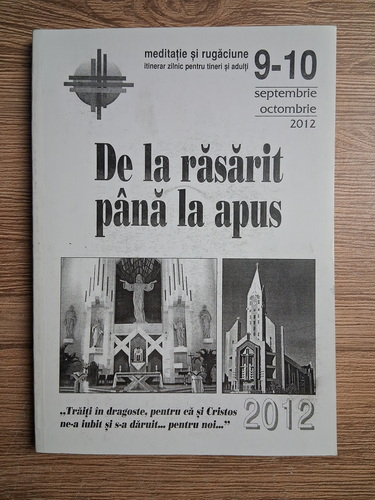 meditație și rugăciune
itinerar zilnic pentru tineri și adulți
9-10
septembrie
octombrie
2012
De la răsărit
până la apus
„Trăiți în dragoste, pentru că și Cristos
ne-a iubit și s-a dăruit... pentru noi..."
2012